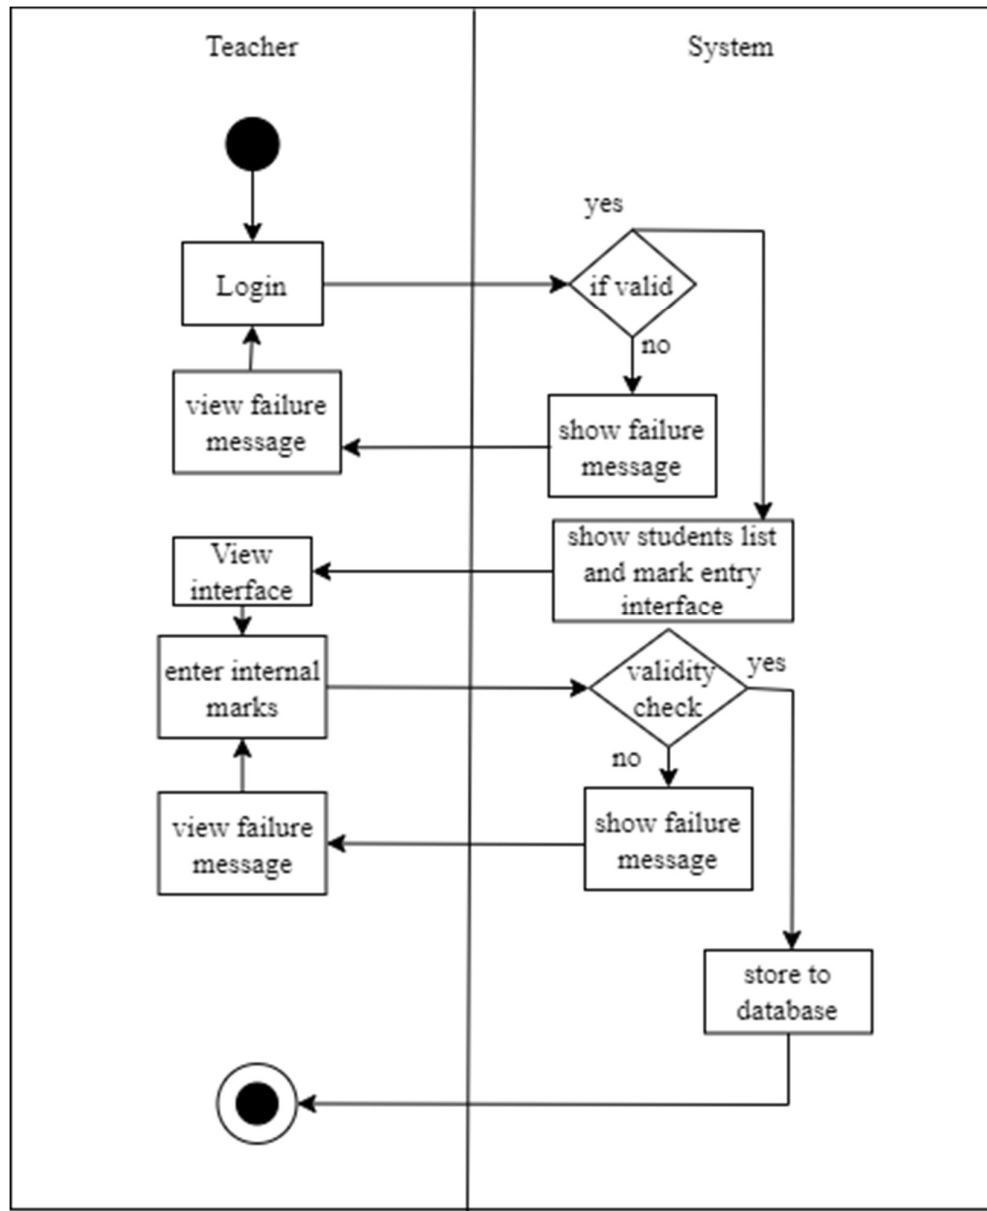 Teacher
System
yes
Login
if valid
no
view failure
message
show failure
message
show students list
and mark entry
interface
View
interface
enter internal
marks
validity
check
yes
no
view failure
message
show failure
message
store to
database